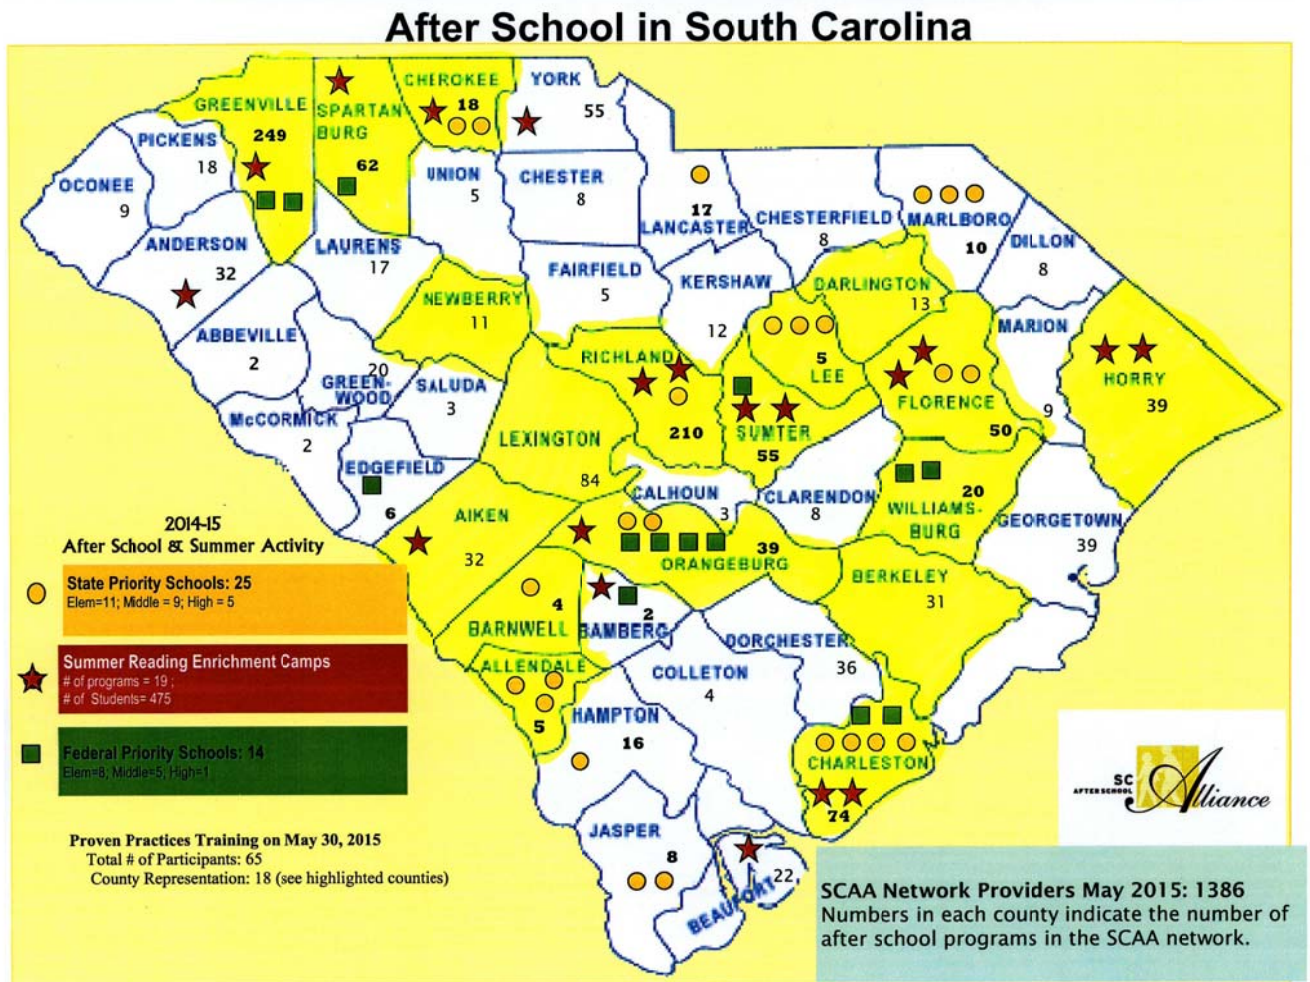 After School in South Carolina
CHEROKEE
18
YORK
55
GREENVILLE
249
SPARTAN
BURG
62
PICKENS
18
OCONEE
9
UNION
5
CHESTER
8
17
LANCASTER
CHESTERFIELD
8
MARLBORO
10
DILLON
8
ANDERSON
32
LAURENS
17
FAIRFIELD
5
KERSHAW
12
DARLINGTON
13
NEWBERRY
11
MARION
9
ABBEVILLE
2
20
GREEN-
WOOD
SALUDA
3
RICHLAND
210
5
LEE
HORRY
39
FLORENCE
50
McCORMICK
2
LEXINGTON
84
SUMTER
55
EDGEFIELD
6
CALHOUN
3
CLARENDON
8
20
WILLIAMS-
BURG
GEORGETOWN
39
AIKEN
32
39
ORANGEBURG
BERKELEY
31
4
BARNWELL
2
BAMBERG
DORCHESTER
36
ALLENDALE
5
COLLETON
4
HAMPTON
16
CHARLESTON
74
JASPER
8
22
BEAUFORT
2014-15
After School & Summer Activity
State Priority Schools: 25
Elem=11; Middle = 9; High = 5
Summer Reading Enrichment Camps
# of programs = 19 ;
# of Students= 475
Federal Priority Schools: 14
Elem=8; Middle=5; High=1
Proven Practices Training on May 30, 2015
Total # of Participants: 65
County Representation: 18 (see highlighted counties)
SC
AFTERSCHOOL
Alliance
SCAA Network Providers May 2015: 1386
Numbers in each county indicate the number of
after school programs in the SCAA network.